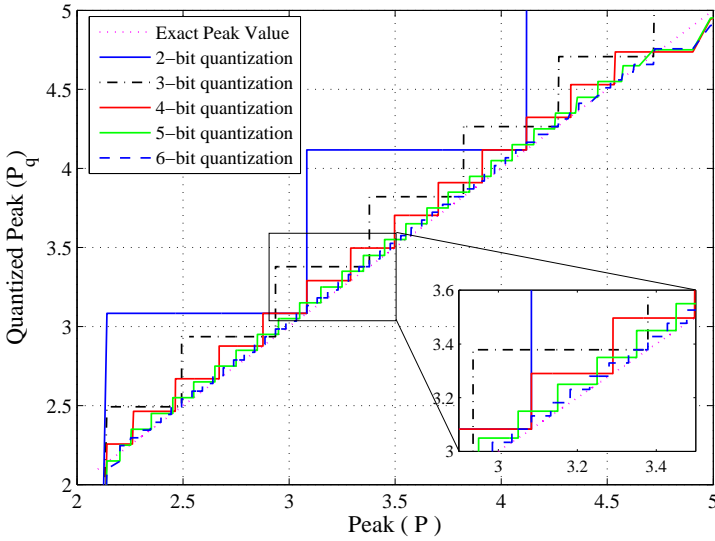 Exact Peak Value
2−bit quantization
3−bit quantization
4−bit quantization
5−bit quantization
6−bit quantization
5
4.5
4
3.5
3
2.5
2
Quantized Peak (Pq)
2
2.5
3
3.5
4
4.5
5
Peak ( P )
3.6
3.4
3.2
3
3
3.2
3.4